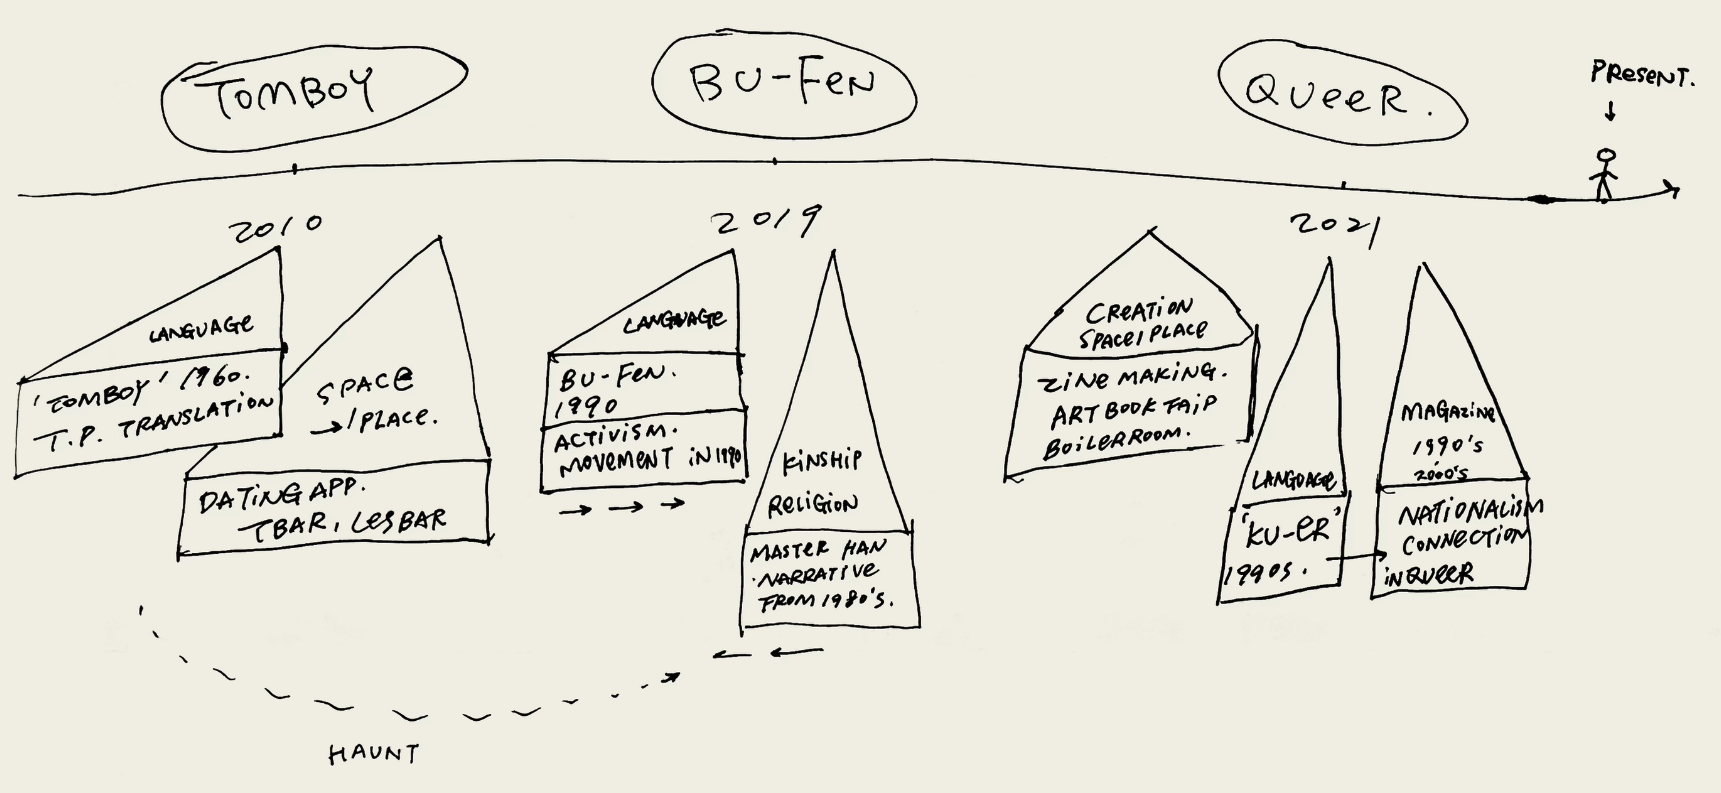 TOMBOY
BU-FEN
QUEER.
PRESENT.
2010
2019
2021
LANGUAGE
'TOMBOY' 1960.
T.P. TRANSLATION
SPACE
/PLACE.
DATING APP.
TBAR, LESBAR
LANGUAGE
BU-FEN.
1990
ACTIVISM.
MOVEMENT IN 1990
KINSHIP
RELIGION
MASTER HAN
NARRATIVE
FROM 1980'S.
CREATION
SPACE/PLACE
ZINE MAKING.
ART BOOK FAIP
BOILERROOM.
LANGUAGE
'KU-ER'
1990S.
MAGAZINE
1990'S
2000'S
NATIONALISM
CONNECTION
IN QUEER
HAUNT